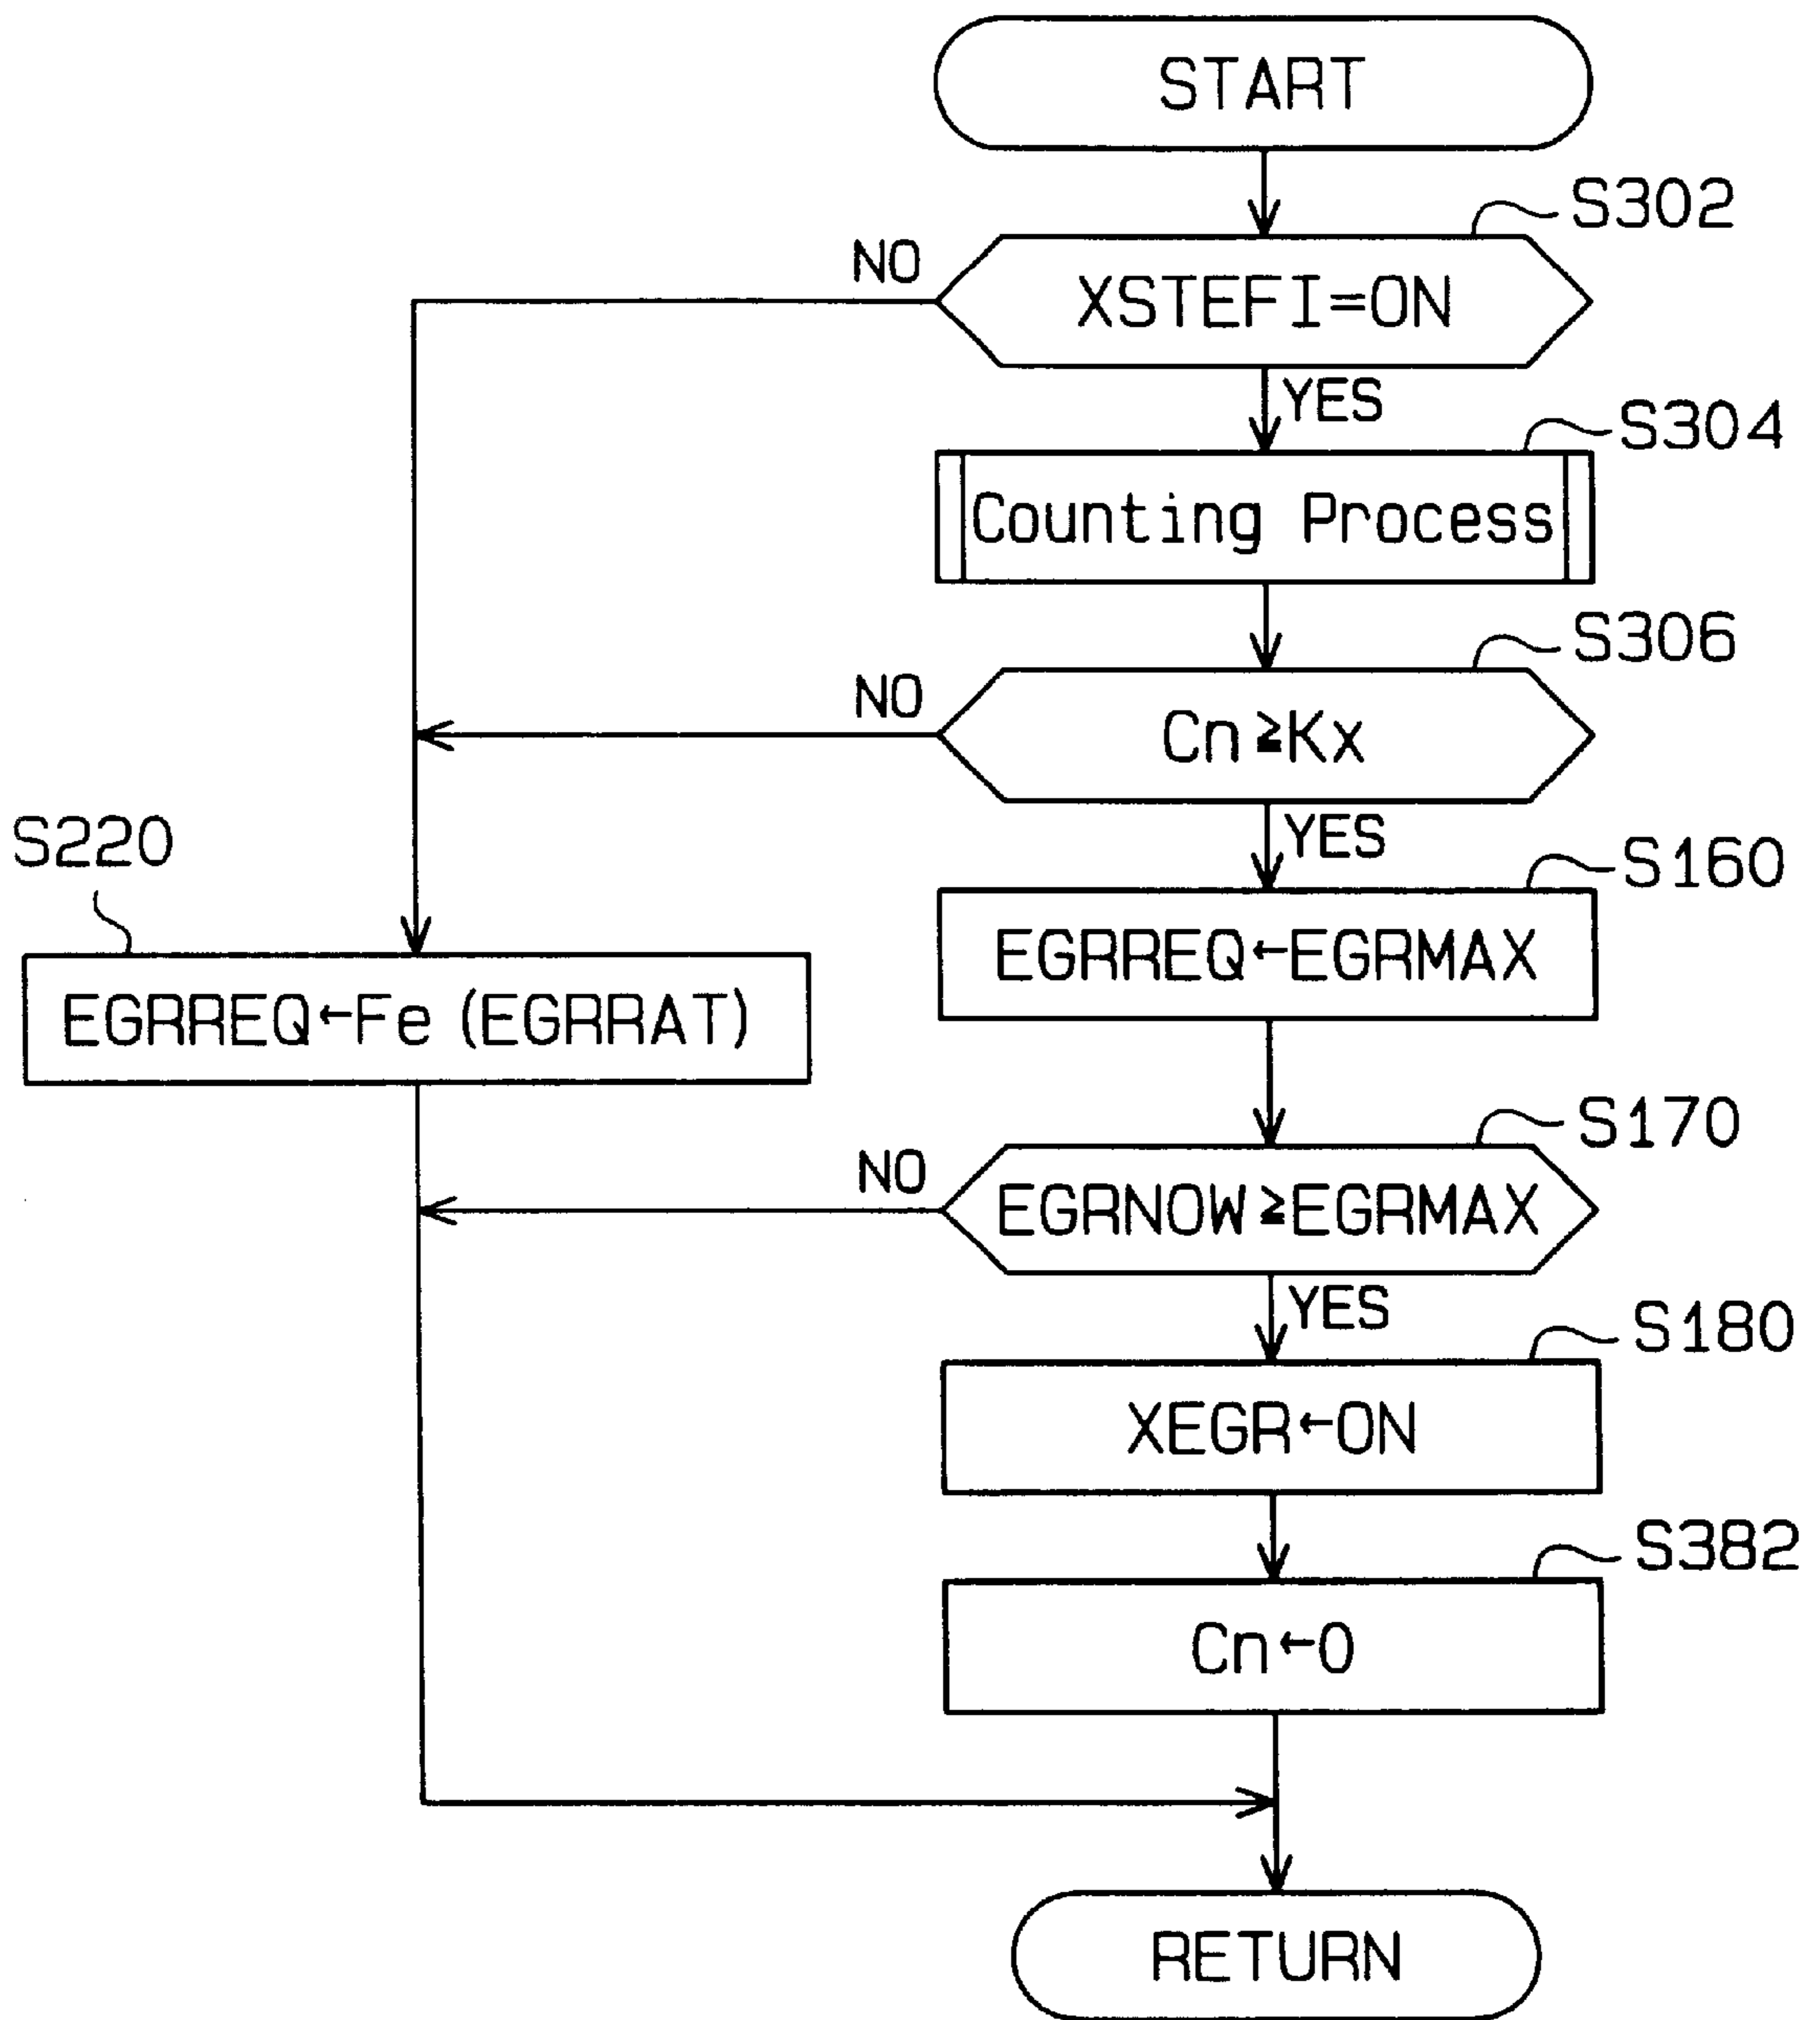 START
S302
NO
XSTEFI=ON
YES
S304
Counting Process
S306
NO
Cn≧Kx
YES
S220
S160
EGRREQ←EGRMAX
EGRREQ←Fe (EGRRAT)
S170
NO
EGRNOW≧EGRMAX
YES
S180
XEGR←ON
S382
Cn←0
RETURN